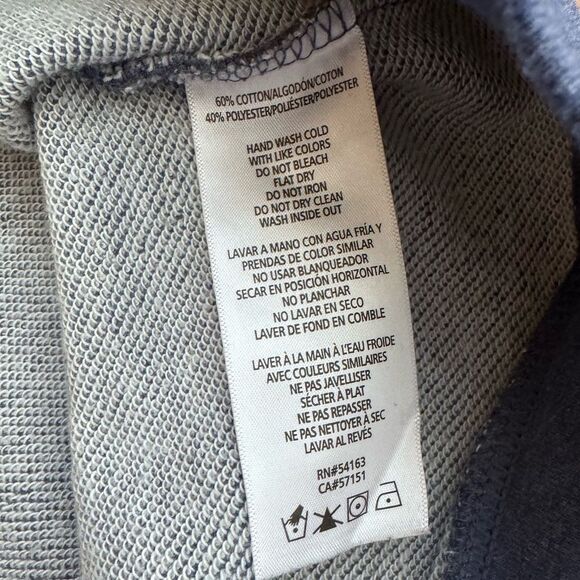 60% COTTON/ALGODÓN/COTON
40% POLYESTER/POLIÉSTER/POLYESTER
HAND WASH COLD
WITH LIKE COLORS
DO NOT BLEACH
FLAT DRY
DO NOT IRON
DO NOT DRY CLEAN
WASH INSIDE OUT
LAVAR A MANO CON AGUA FRÍA Y
PRENDAS DE COLOR SIMILAR
NO USAR BLANQUEADOR
SECAR EN POSICIÓN HORIZONTAL
NO PLANCHAR
NO LAVAR EN SECO
LAVER DE FOND EN COMBLE
LAVER À LA MAIN À L'EAU FROIDE
AVEC COULEURS SIMILAIRES
NE PAS JAVELLISER
SÉCHER À PLAT
NE PAS REPASSER
NE PAS NETTOYER À SEC
LAVAR AL REVÉS
RN#54163
CA#57151